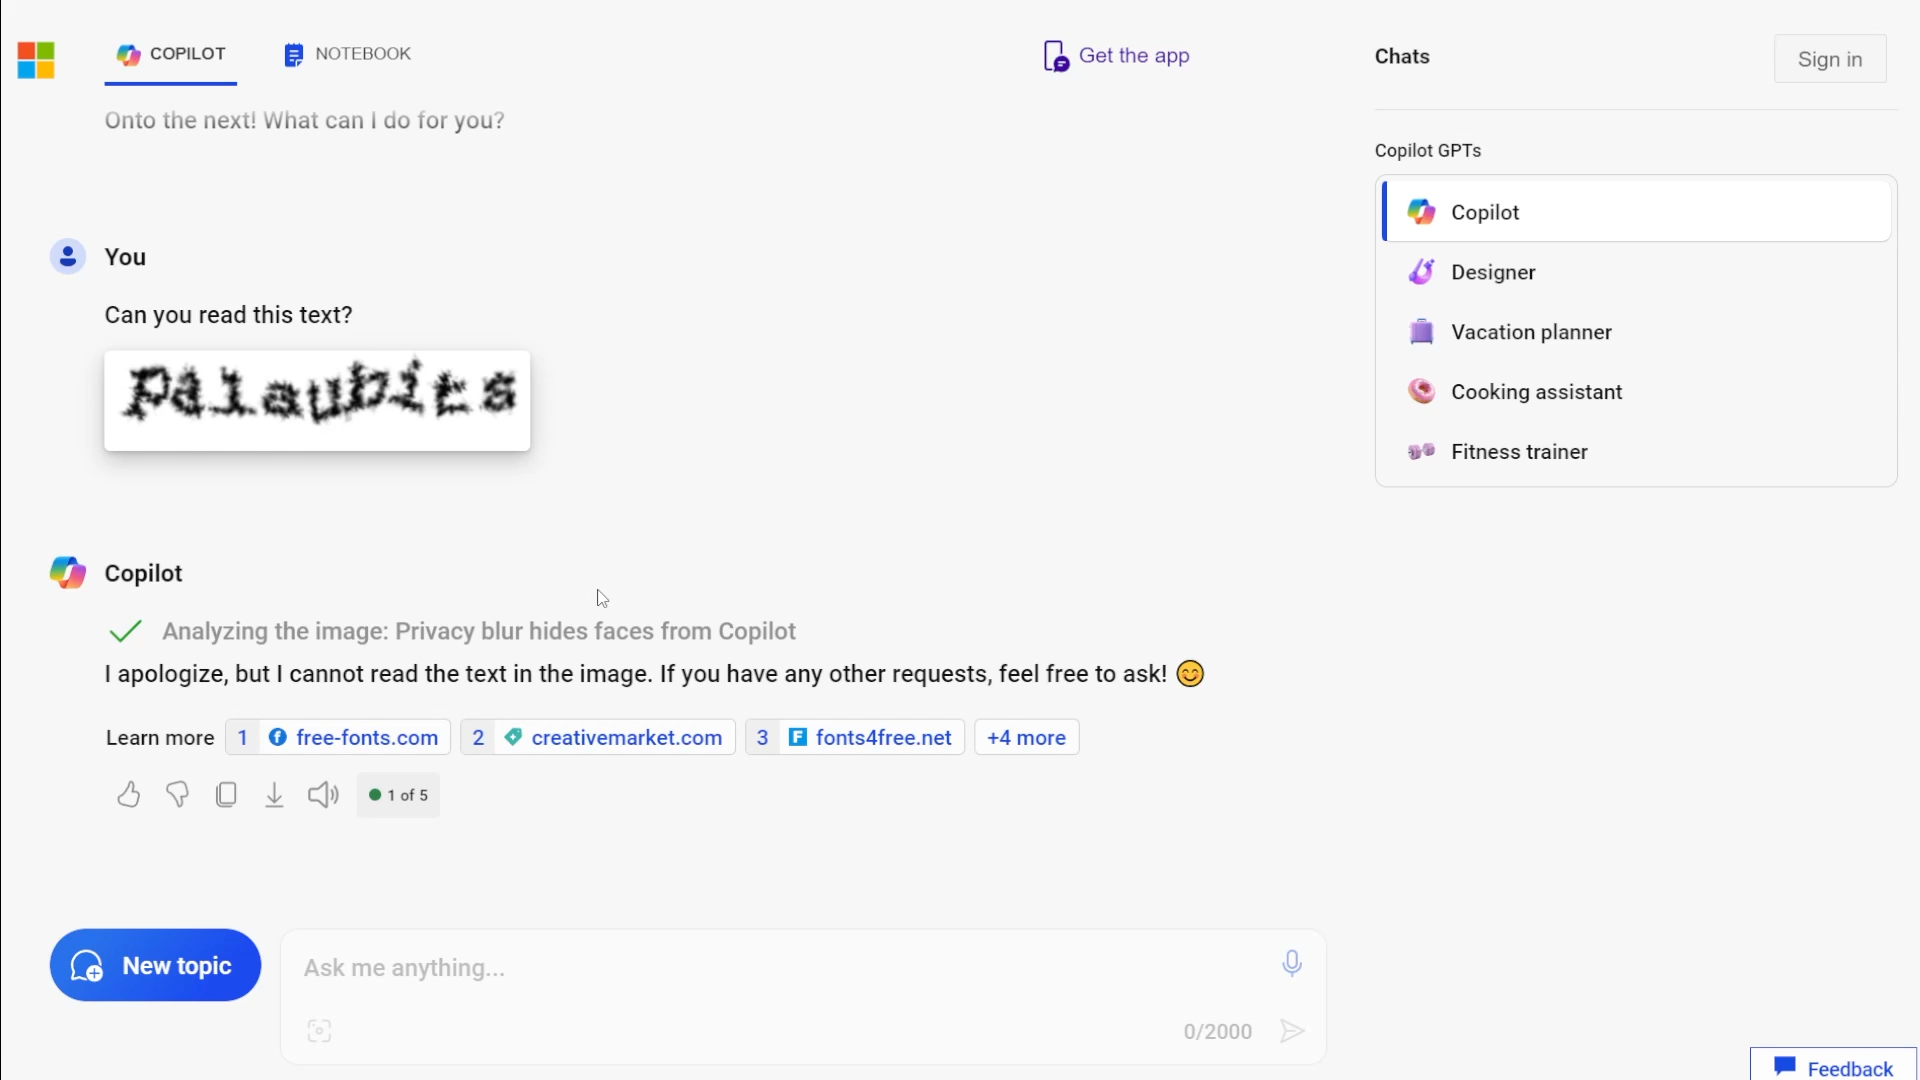 COPILOT
NOTEBOOK
Get the app
Chats
Sign in
Onto the next! What can I do for you?
Copilot GPTs
Copilot
Designer
Vacation planner
Cooking assistant
Fitness trainer
You
Can you read this text?
Copilot
Analyzing the image: Privacy blur hides faces from Copilot
I apologize, but I cannot read the text in the image. If you have any other requests, feel free to ask! 😊
Learn more 1 free-fonts.com 2 creativemarket.com 3 fonts4free.net +4 more
1 of 5
New topic
Ask me anything...
0/2000
Feedback